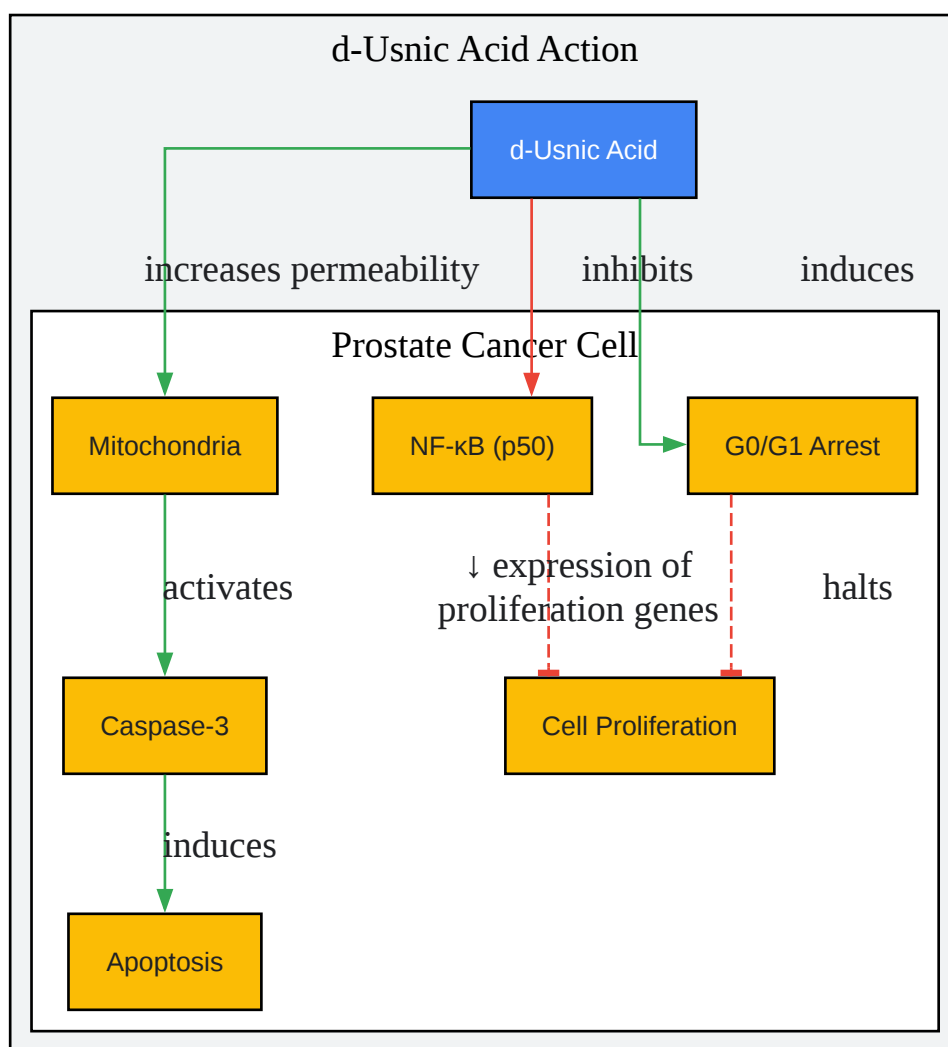 d-Usnic Acid Action
d-Usnic Acid
increases permeability
inhibits
induces
Prostate Cancer Cell
Mitochondria
NF-κB (p50)
G0/G1 Arrest
activates
↓ expression of
proliferation genes
halts
Caspase-3
Cell Proliferation
induces
Apoptosis